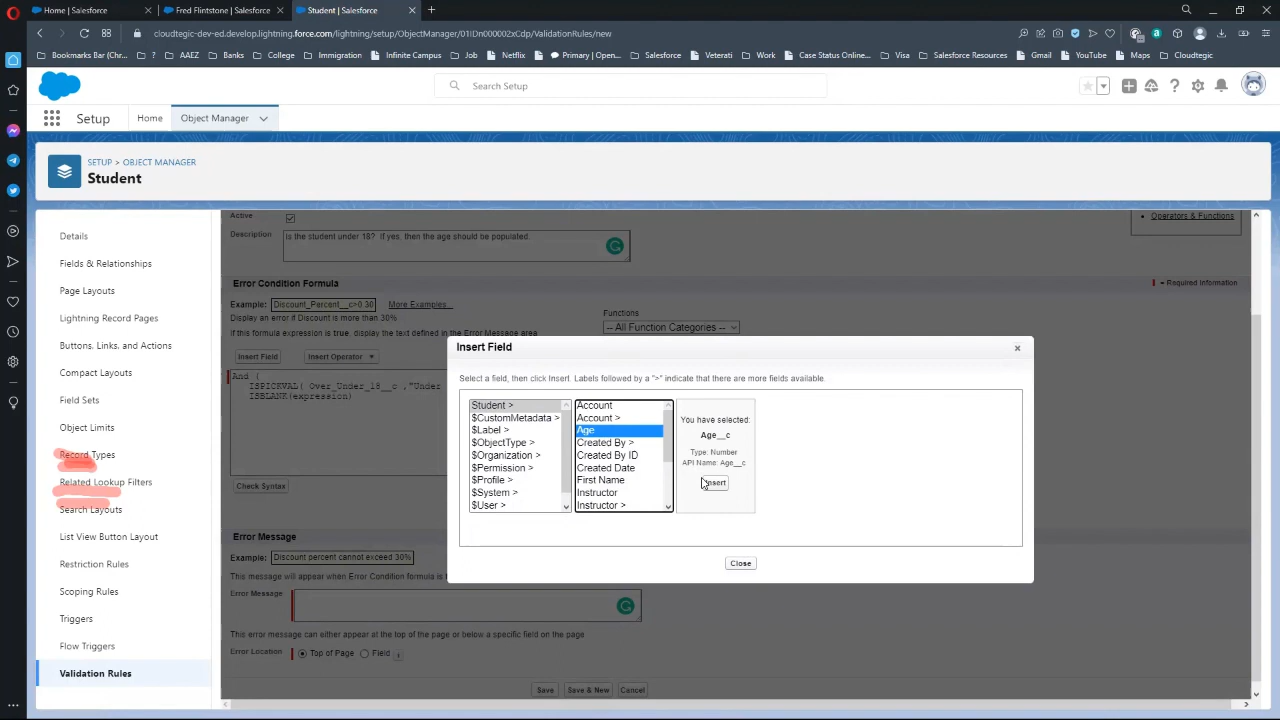 Home | Salesforce
Fred Flintstone | Salesforce
Student | Salesforce
cloudtegic-dev-ed.develop.lightning.force.com/lightning/setup/ObjectManager/01IDn000002xCdp/ValidationRules/new
Bookmarks Bar (Chr...
?
AAEZ
Banks
College
Immigration
Infinite Campus
Job
Netflix
Primary | Open...
Salesforce
Veterati
Work
Case Status Online...
Visa
Salesforce Resources
Gmail
YouTube
Maps
Cloudtegic
Search Setup
Setup
Home
Object Manager
SETUP > OBJECT MANAGER
Student
Details
Fields & Relationships
Page Layouts
Lightning Record Pages
Buttons, Links, and Actions
Compact Layouts
Field Sets
Object Limits
Record Types
Related Lookup Filters
Search Layouts
List View Button Layout
Restriction Rules
Scoping Rules
Triggers
Flow Triggers
Validation Rules
Active
Operators & Functions
Description
Is the student under 18? If yes, then the age should be populated.
Error Condition Formula
= Required Information
Example: Discount_Percent__c>0.30 More Examples...
Display an error if Discount is more than 30%
If this formula expression is true, display the text defined in the Error Message area
Functions
-- All Function Categories --
Insert Field
Insert Operator
And (
ISPICKVAL( Over_Under_18__c ,"Under
ISBLANK(expression)
Check Syntax
Insert Field
Select a field, then click Insert. Labels followed by a ">" indicate that there are more fields available.
Student >
$CustomMetadata >
$Label >
$ObjectType >
$Organization >
$Permission >
$Profile >
$System >
$User >
Account
Account >
Age
Created By >
Created By ID
Created Date
First Name
Instructor
Instructor >
You have selected:
Age__c
Type: Number
API Name: Age__c
Insert
Close
Error Message
Example: Discount percent cannot exceed 30%
This message will appear when Error Condition formula is
Error Message
This error message can either appear at the top of the page or below a specific field on the page
Error Location
Top of Page
Field
i
Save
Save & New
Cancel